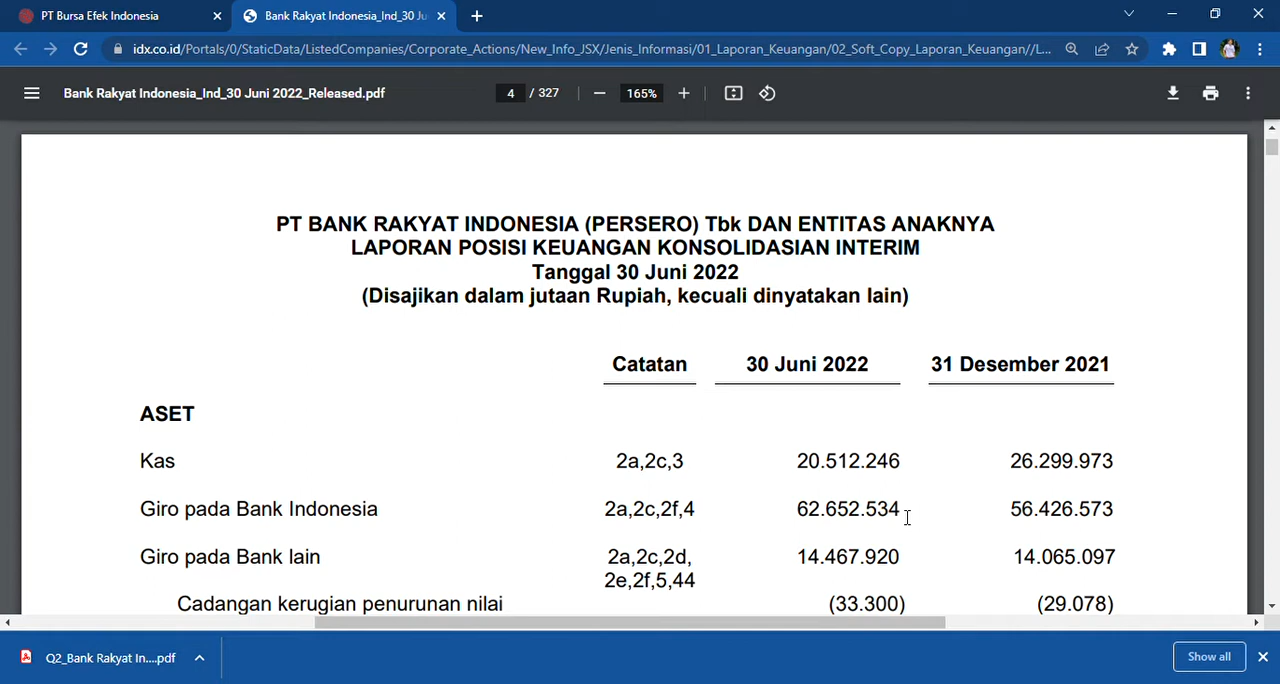 PT Bursa Efek Indonesia
Bank Rakyat Indonesia_Ind_30 Ju
idx.co.id/Portals/0/StaticData/ListedCompanies/Corporate_Actions/New_Info_JSX/Jenis_Informasi/01_Laporan_Keuangan/02_Soft_Copy_Laporan_Keuangan//L...
Bank Rakyat Indonesia_Ind_30 Juni 2022_Released.pdf
4 / 327
165%
PT BANK RAKYAT INDONESIA (PERSERO) Tbk DAN ENTITAS ANAKNYA
LAPORAN POSISI KEUANGAN KONSOLIDASIAN INTERIM
Tanggal 30 Juni 2022
(Disajikan dalam jutaan Rupiah, kecuali dinyatakan lain)
Catatan 30 Juni 2022 31 Desember 2021
ASET
Kas 2a,2c,3 20.512.246 26.299.973
Giro pada Bank Indonesia 2a,2c,2f,4 62.652.534 56.426.573
Giro pada Bank lain 2a,2c,2d, 14.467.920 14.065.097
2e,2f,5,44
Cadangan kerugian penurunan nilai (33.300) (29.078)
Q2_Bank Rakyat In....pdf
Show all